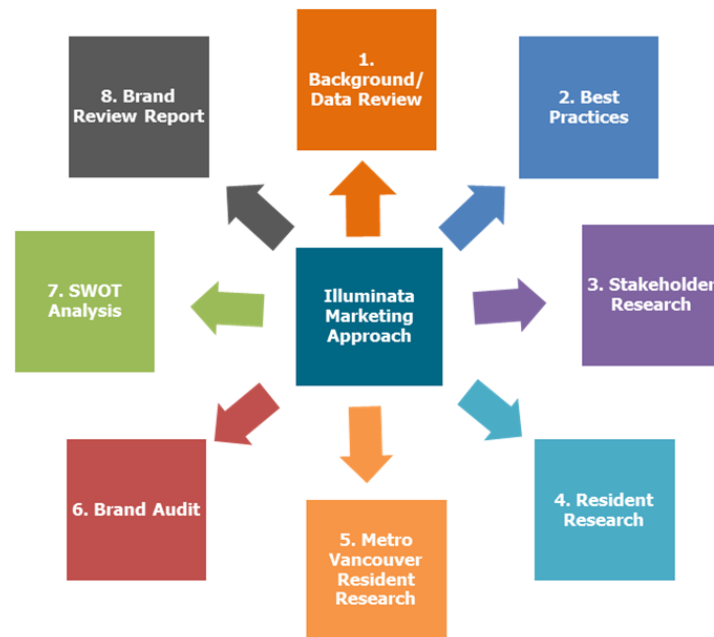 1.
Background/
Data Review
2. Best
Practices
3. Stakeholder
Research
4. Resident
Research
5. Metro
Vancouver
Resident
Research
6. Brand Audit
7. SWOT
Analysis
8. Brand
Review Report
Illuminata
Marketing
Approach